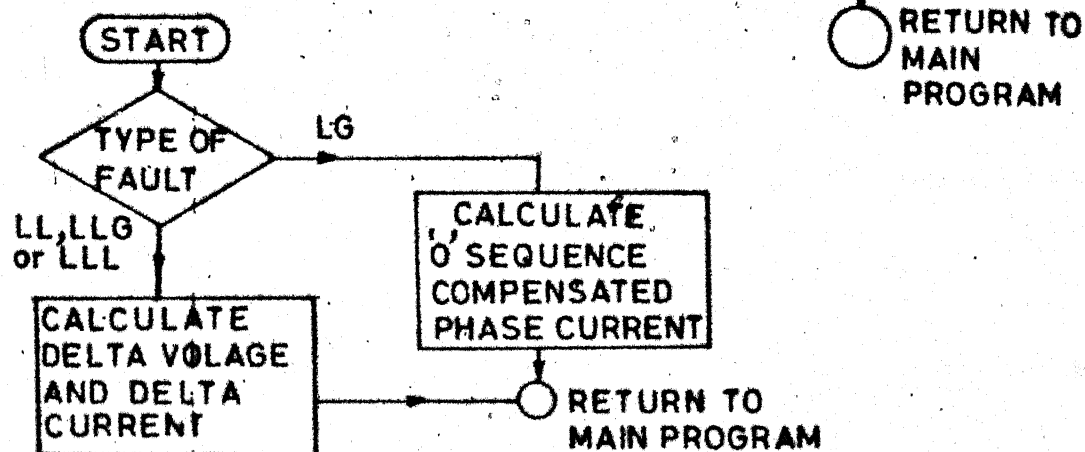 RETURN TO
MAIN
PROGRAM
START
TYPE OF
FAULT
LG
LL, LLG
or LLL
CALCULATE
'0' SEQUENCE
COMPENSATED
PHASE CURRENT
CALCULATE
DELTA VOLAGE
AND DELTA
CURRENT
RETURN TO
MAIN PROGRAM